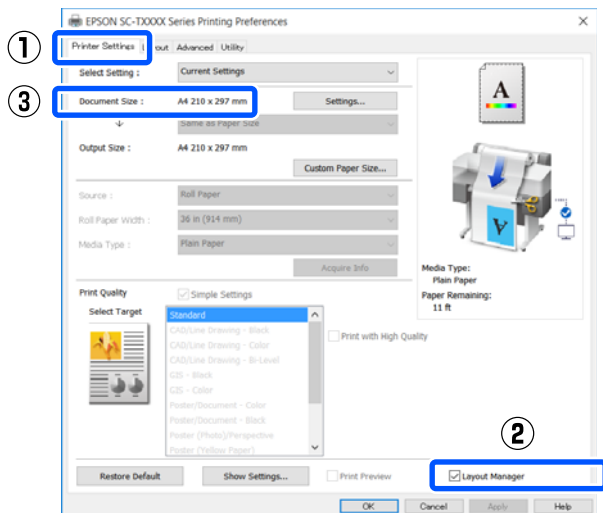 EPSON SC-TXXXX Series Printing Preferences
①
Printer Settings Layout Advanced Utility
Select Setting : Current Settings
③
Document Size : A4 210 x 297 mm Settings...
Same as Paper Size
Output Size : A4 210 x 297 mm
Custom Paper Size...
Source : Roll Paper
Roll Paper Width : 36 in (914 mm)
Media Type : Plain Paper
Acquire Info
A
A
Media Type:
Plain Paper
Paper Remaining:
11 ft
Print Quality Simple Settings
Select Target
Standard
CAD/Line Drawing - Black
CAD/Line Drawing - Color
CAD/Line Drawing - Bi-Level
GIS - Black
GIS - Color
Poster/Document - Color
Poster/Document - Black
Poster (Photo)/Perspective
Poster (Yellow Paper)
Print with High Quality
②
Restore Default Show Settings... Print Preview Layout Manager
OK Cancel Apply Help